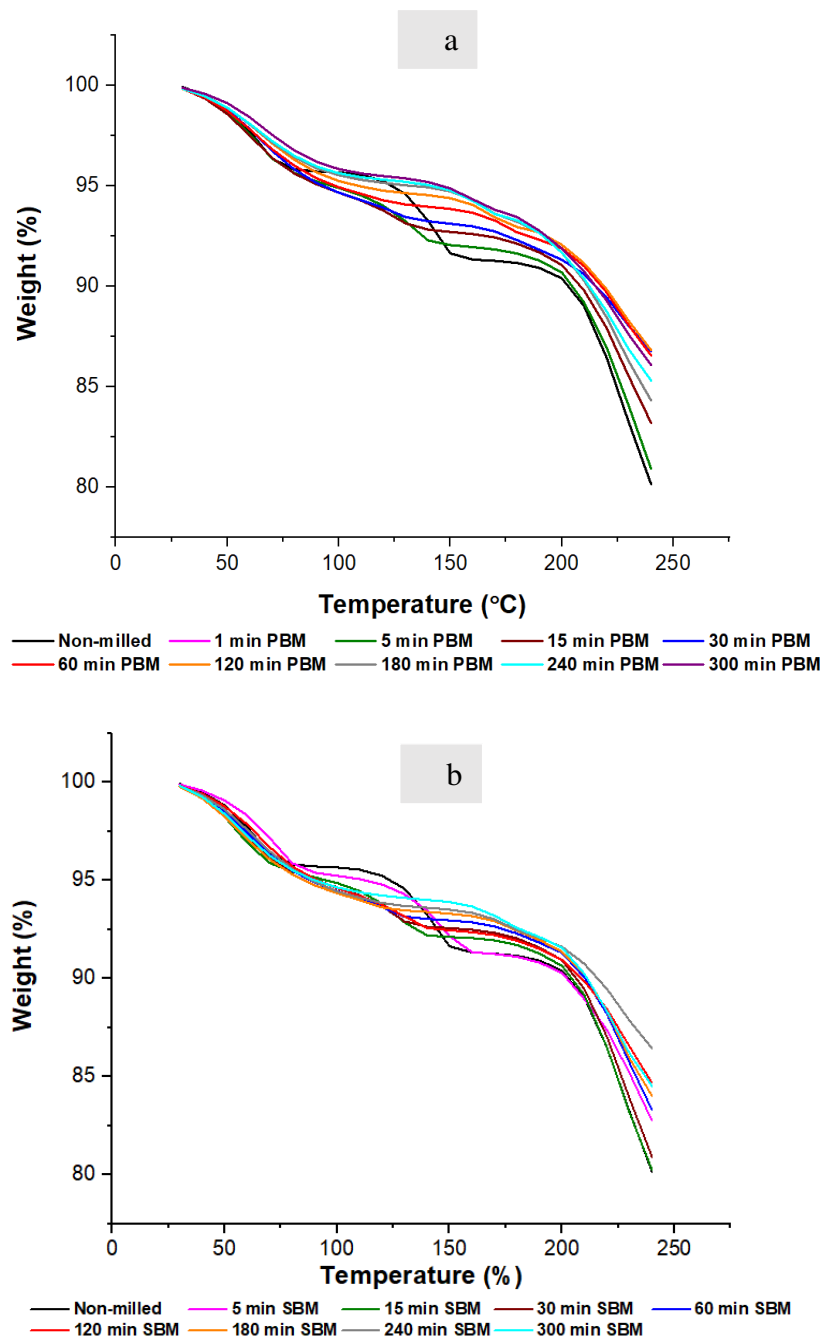 a
100
95
90
85
80
Weight (%)
0 50 100 150 200 250
Temperature (°C)
Non-milled 1 min PBM 5 min PBM 15 min PBM 30 min PBM
60 min PBM 120 min PBM 180 min PBM 240 min PBM 300 min PBM
b
100
95
90
85
80
Weight (%)
0 50 100 150 200 250
Temperature (%)
Non-milled 5 min SBM 15 min SBM 30 min SBM 60 min SBM
120 min SBM 180 min SBM 240 min SBM 300 min SBM